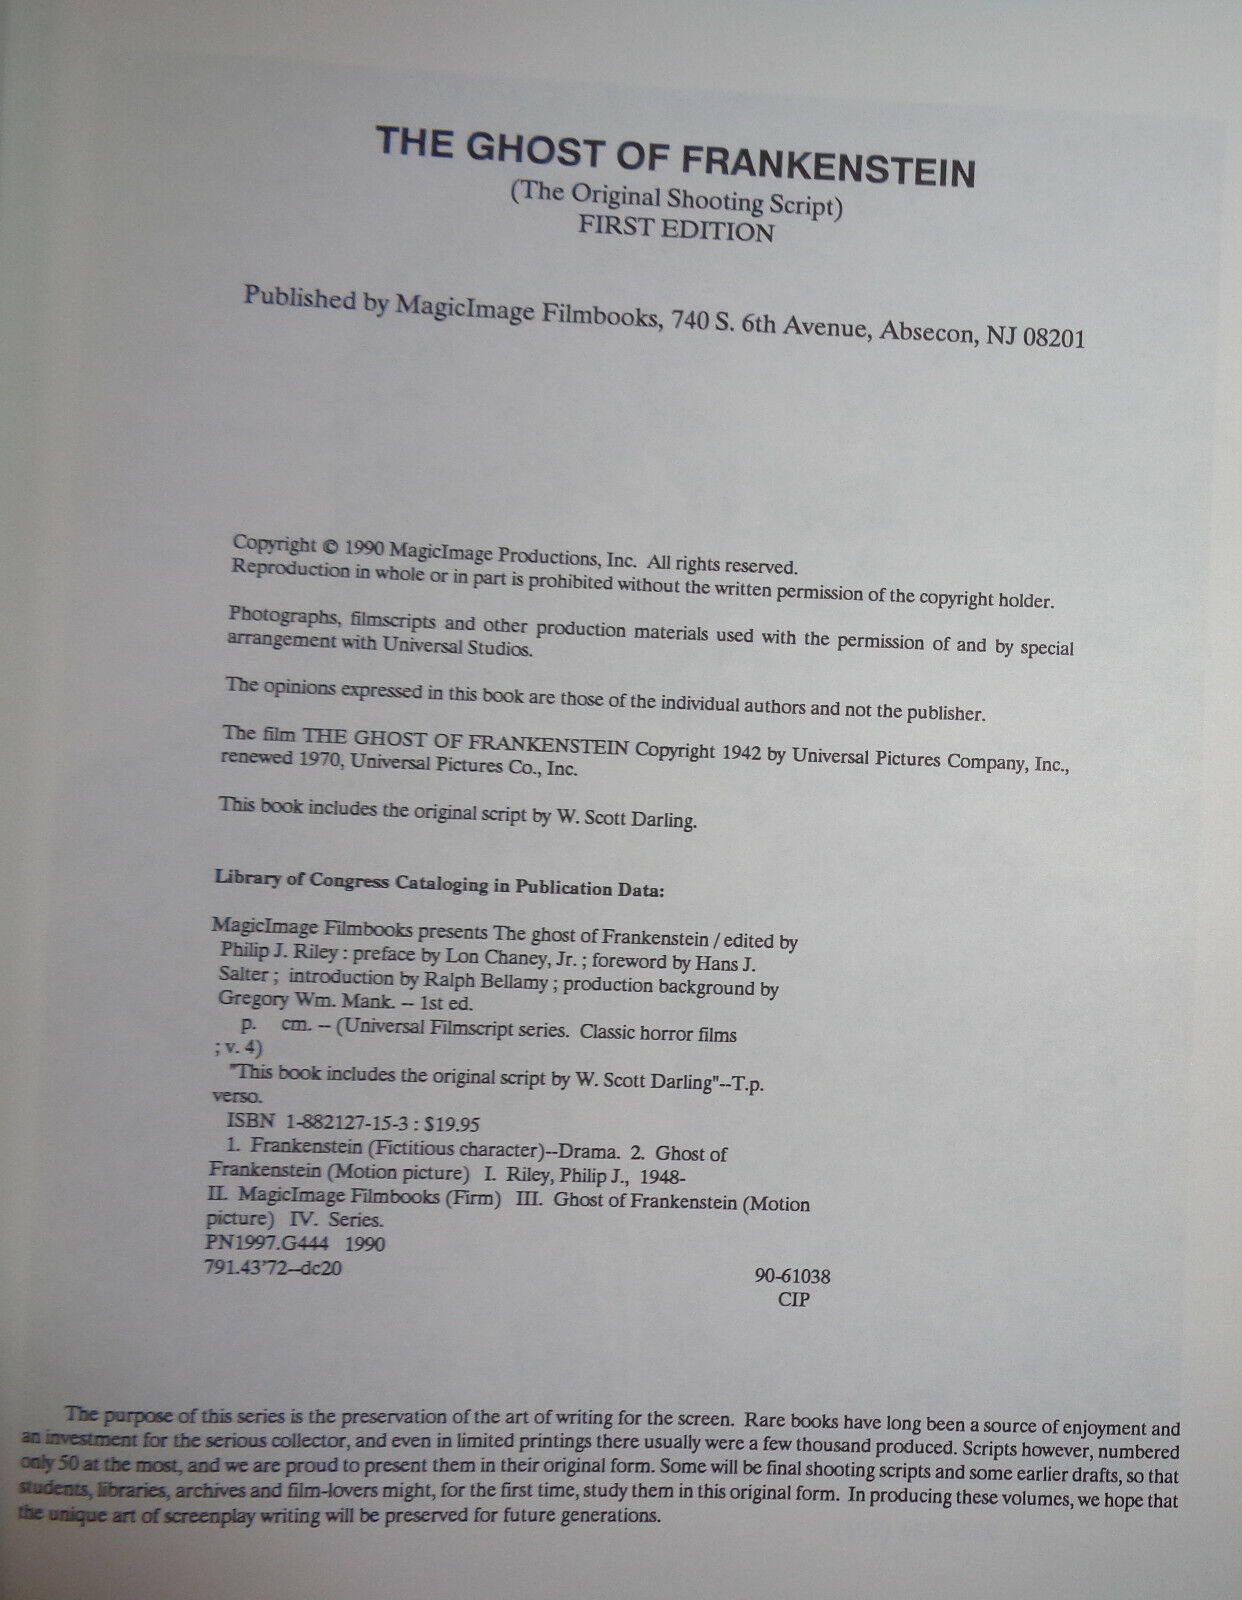 THE GHOST OF FRANKENSTEIN
(The Original Shooting Script)
FIRST EDITION
Published by MagicImage Filmbooks, 740 S. 6th Avenue, Absecon, NJ 08201
Copyright © 1990 MagicImage Productions, Inc. All rights reserved.
Reproduction in whole or in part is prohibited without the written permission of the copyright holder.
Photographs, filmscripts and other production materials used with the permission of and by special
arrangement with Universal Studios.
The opinions expressed in this book are those of the individual authors and not the publisher.
The film THE GHOST OF FRANKENSTEIN Copyright 1942 by Universal Pictures Company, Inc.,
renewed 1970, Universal Pictures Co., Inc.
This book includes the original script by W. Scott Darling.
Library of Congress Cataloging in Publication Data:
MagicImage Filmbooks presents The ghost of Frankenstein / edited by
Philip J. Riley : preface by Lon Chaney, Jr. ; foreword by Hans J.
Salter ; introduction by Ralph Bellamy ; production background by
Gregory Wm. Mank. -- 1st ed.
p. cm. -- (Universal Filmscript series. Classic horror films
; v. 4)
"This book includes the original script by W. Scott Darling"--T.p.
verso.
ISBN 1-882127-15-3 : $19.95
1. Frankenstein (Fictitious character)--Drama. 2. Ghost of
Frankenstein (Motion picture) I. Riley, Philip J., 1948-
II. MagicImage Filmbooks (Firm) III. Ghost of Frankenstein (Motion
picture) IV. Series.
PN1997.G444 1990
791.43'72--dc20
90-61038
CIP
The purpose of this series is the preservation of the art of writing for the screen. Rare books have long been a source of enjoyment and
an investment for the serious collector, and even in limited printings there usually were a few thousand produced. Scripts however, numbered
only 50 at the most, and we are proud to present them in their original form. Some will be final shooting scripts and some earlier drafts, so that
students, libraries, archives and film-lovers might, for the first time, study them in this original form. In producing these volumes, we hope that
the unique art of screenplay writing will be preserved for future generations.